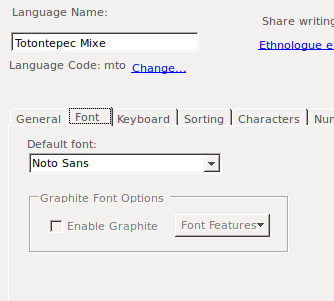 Language Name:
Share writing
Totontepec Mixe
Ethnologue e
Language Code: mto Change...
General Font Keyboard Sorting Characters Num
Default font:
Noto Sans
Graphite Font Options
Enable Graphite Font Features